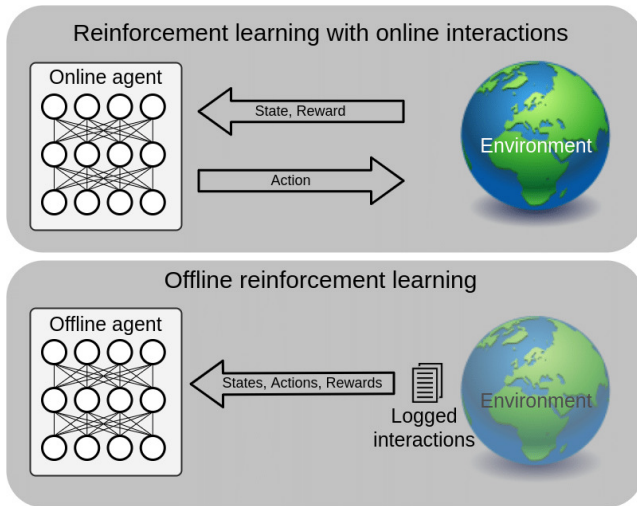 Reinforcement learning with online interactions
Online agent
State, Reward
Environment
Action
Offline reinforcement learning
Offline agent
States, Actions, Rewards
Environment
Logged
interactions